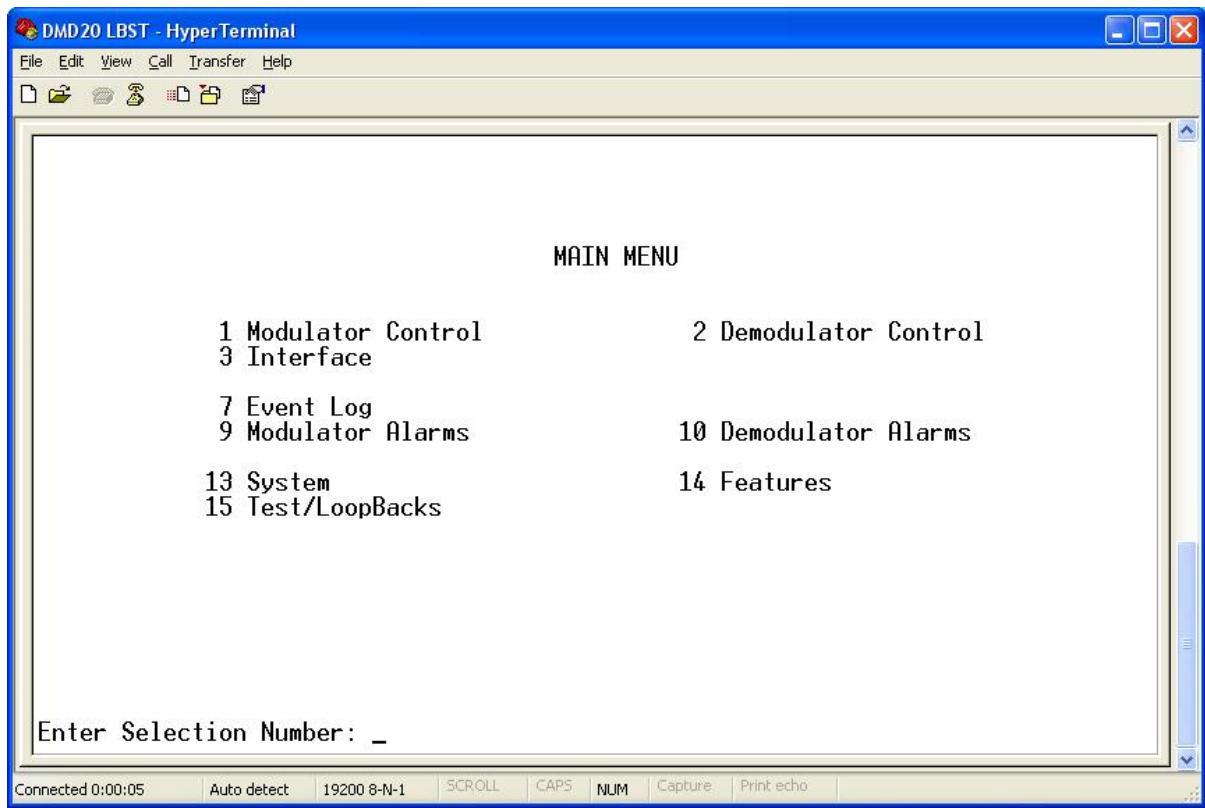 DMD20 LBST - HyperTerminal
File Edit View Call Transfer Help
MAIN MENU
1 Modulator Control 2 Demodulator Control
3 Interface
7 Event Log
9 Modulator Alarms 10 Demodulator Alarms
13 System 14 Features
15 Test/LoopBacks
Enter Selection Number: _
Connected 0:00:05 Auto detect 19200 8-N-1 SCROLL CAPS NUM Capture Print echo